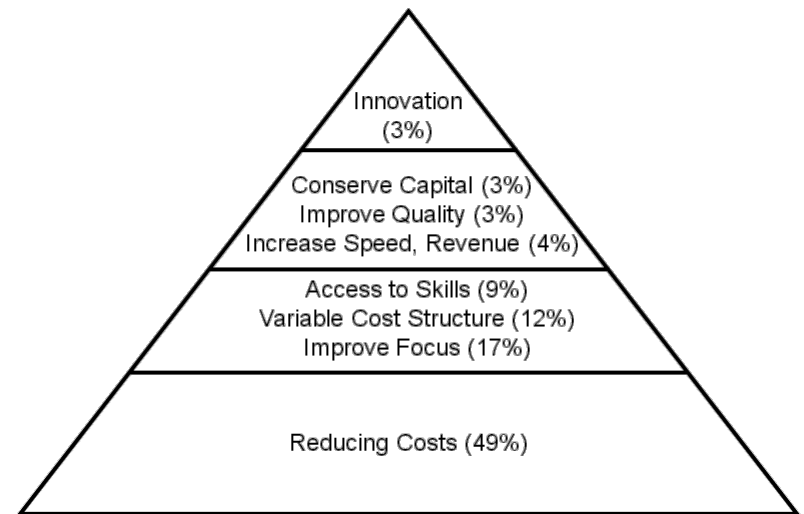 Innovation
(3%)
Conserve Capital (3%)
Improve Quality (3%)
Increase Speed, Revenue (4%)
Access to Skills (9%)
Variable Cost Structure (12%)
Improve Focus (17%)
Reducing Costs (49%)